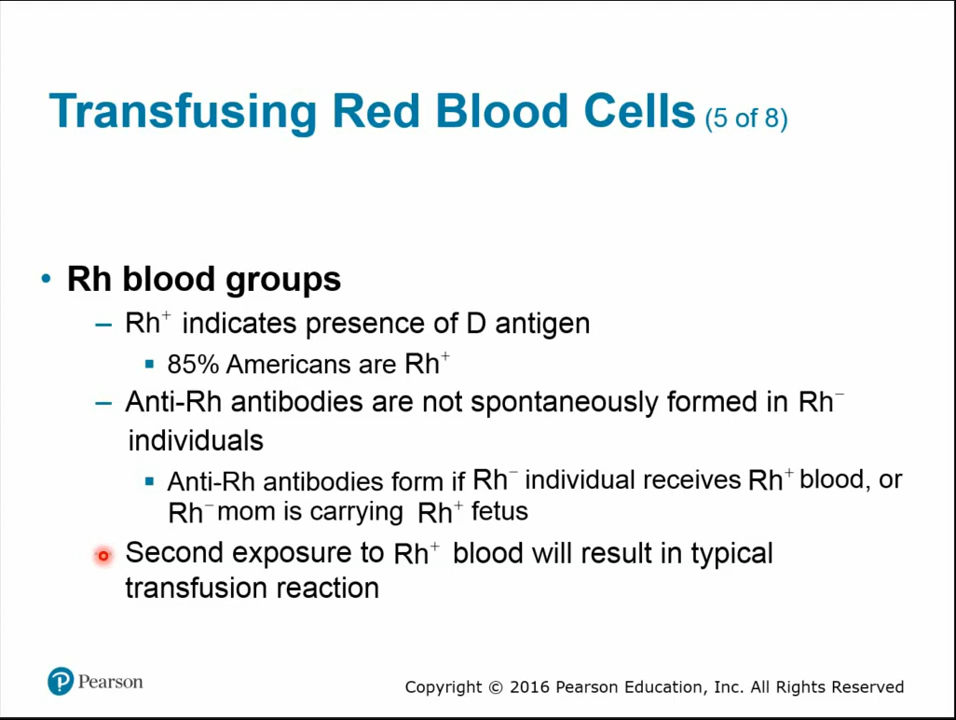 Transfusing Red Blood Cells (5 of 8)
• Rh blood groups
– Rh⁺ indicates presence of D antigen
▪ 85% Americans are Rh⁺
– Anti-Rh antibodies are not spontaneously formed in Rh⁻
individuals
▪ Anti-Rh antibodies form if Rh⁻ individual receives Rh⁺ blood, or
Rh⁻ mom is carrying Rh⁺ fetus
Second exposure to Rh⁺ blood will result in typical
transfusion reaction
P Pearson
Copyright © 2016 Pearson Education, Inc. All Rights Reserved